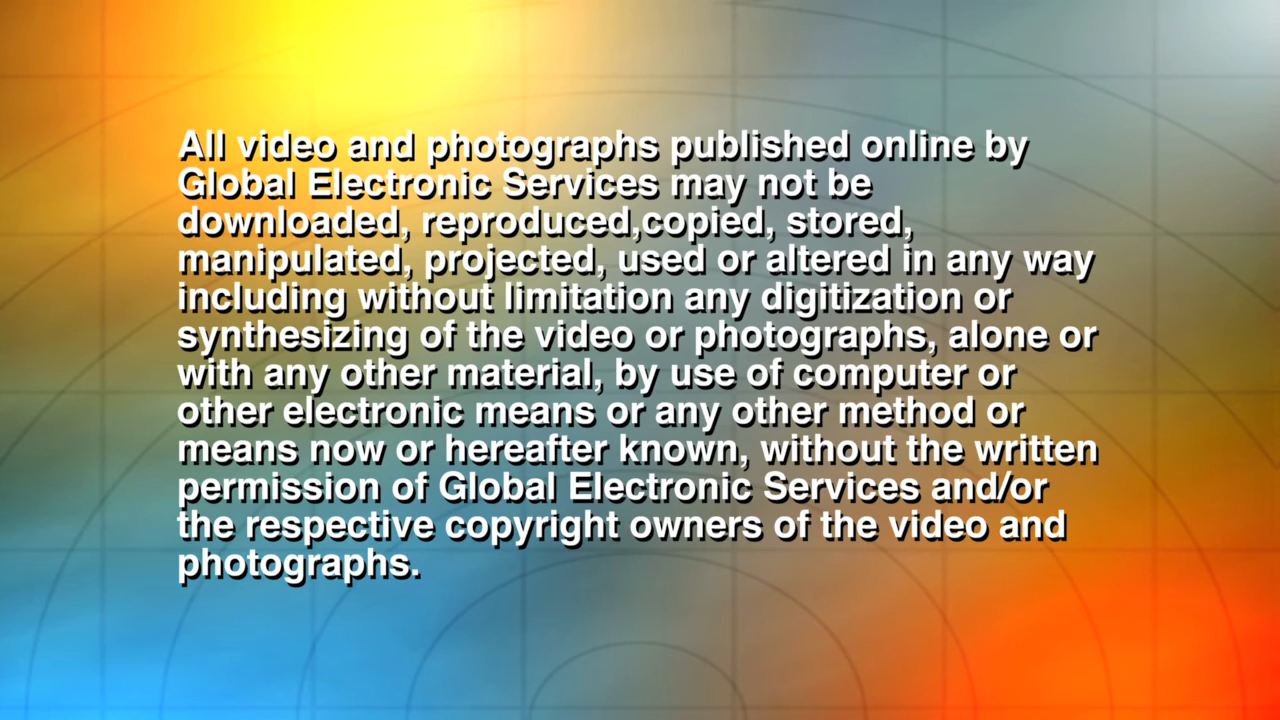 All video and photographs published online by
Global Electronic Services may not be
downloaded, reproduced,copied, stored,
manipulated, projected, used or altered in any way
including without limitation any digitization or
synthesizing of the video or photographs, alone or
with any other material, by use of computer or
other electronic means or any other method or
means now or hereafter known, without the written
permission of Global Electronic Services and/or
the respective copyright owners of the video and
photographs.